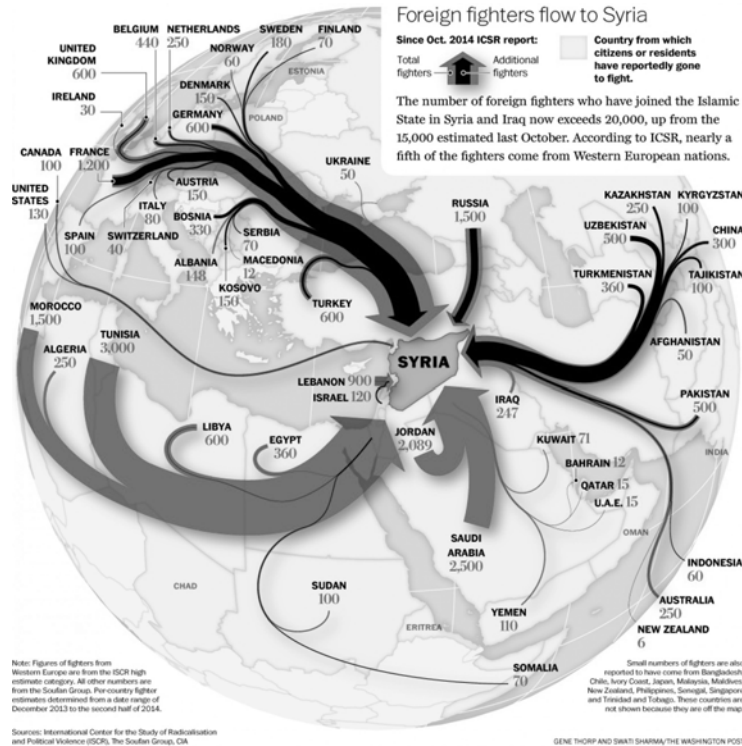 Foreign fighters flow to Syria
Since Oct. 2014 ICSR report:
Total
fighters
Additional
fighters
Country from which
citizens or residents
have reportedly gone
to fight.
The number of foreign fighters who have joined the Islamic
State in Syria and Iraq now exceeds 20,000, up from the
15,000 estimated last October. According to ICSR, nearly a
fifth of the fighters come from Western European nations.
BELGIUM
440
NETHERLANDS
250
SWEDEN
180
FINLAND
70
NORWAY
60
UNITED
KINGDOM
600
ESTONIA
DENMARK
150
IRELAND
30
GERMANY
600
POLAND
CANADA
100
FRANCE
1,200
UKRAINE
50
AUSTRIA
150
UNITED
STATES
130
ITALY
80
BOSNIA
330
RUSSIA
1,500
KAZAKHSTAN
250
KYRGYZSTAN
100
SPAIN
100
SWITZERLAND
40
SERBIA
70
UZBEKISTAN
500
CHINA
300
ALBANIA
148
MACEDONIA
12
KOSOVO
150
TURKMENISTAN
360
TAJIKISTAN
100
MOROCCO
1,500
TURKEY
600
TUNISIA
3,000
AFGHANISTAN
50
ALGERIA
250
SYRIA
LEBANON 900
ISRAEL 120
IRAQ
247
PAKISTAN
500
LIBYA
600
EGYPT
360
JORDAN
2,089
KUWAIT 71
INDIA
BAHRAIN 12
QATAR 15
U.A.E. 15
SAUDI
ARABIA
2,500
OMAN
CHAD
SUDAN
100
INDONESIA
60
AUSTRALIA
250
ERITREA
YEMEN
110
NEW ZEALAND
6
SOMALIA
70
Note: Figures of fighters from
Western Europe are from the ISCR high
estimate category. All other numbers are
from the Soufan Group. Per-country fighter
estimates determined from a date range of
December 2013 to the second half of 2014.
Small numbers of fighters are also
reported to have come from Bangladesh,
Chile, Ivory Coast, Japan, Malaysia, Maldives,
New Zealand, Philippines, Senegal, Singapore
and Trinidad and Tobago. These countries are
not shown because they are off the map.
Sources: International Center for the Study of Radicalisation
and Political Violence (ISCR), The Soufan Group, CIA
GENE THORP AND SWATI SHARMA/THE WASHINGTON POST